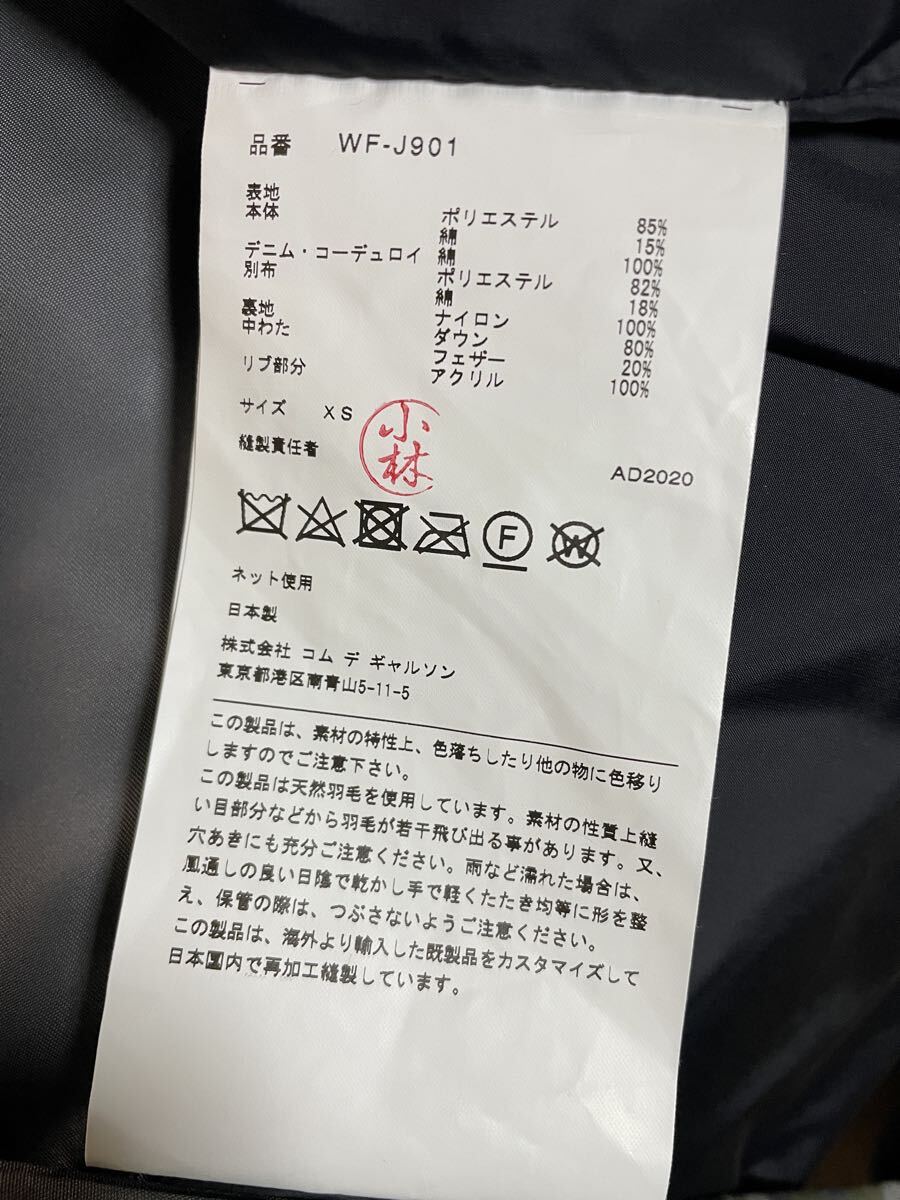 品番 WF-J901
表地
本体 ポリエステル 85%
綿 15%
デニム・コーデュロイ 綿 100%
別布 ポリエステル 82%
綿 18%
裏地 ナイロン 100%
中わた ダウン 80%
フェザー 20%
リブ部分 アクリル 100%
サイズ XS
縫製責任者 小林
AD2020
F W
ネット使用
日本製
株式会社 コム デ ギャルソン
東京都港区南青山5-11-5
この製品は、素材の特性上、色落ちしたり他の物に色移り
しますのでご注意下さい。
この製品は天然羽毛を使用しています。素材の性質上縫
い目部分などから羽毛が若干飛び出る事があります。又、
穴あきにも充分ご注意ください。雨など濡れた場合は、
風通しの良い日陰で乾かし手で軽くたたき均等に形を整
え、保管の際は、つぶさないようご注意ください。
この製品は、海外より輸入した既製品をカスタマイズして
日本国内で再加工縫製しています。